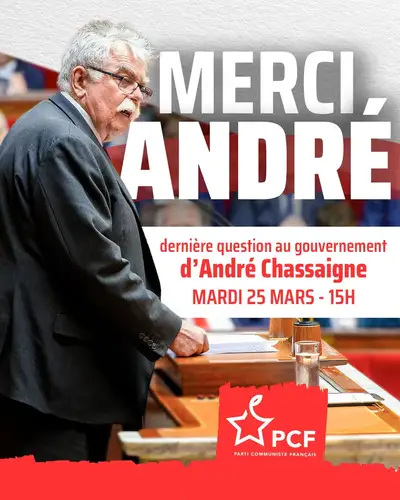 MERCI
ANDRÉ
dernière question au gouvernement
d'André Chassaigne
MARDI 25 MARS - 15H
PCF
PARTI COMMUNISTE FRANÇAIS